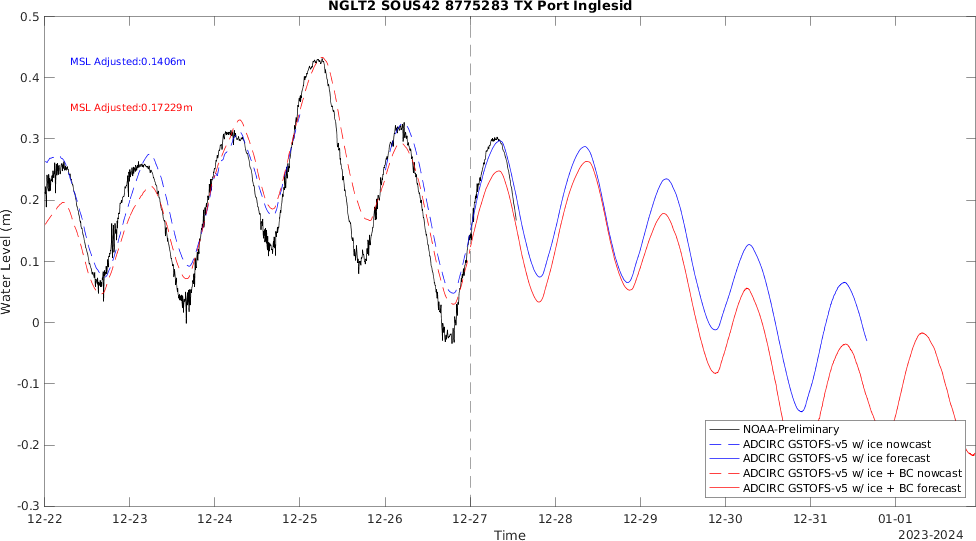 NGLT2 SOUS42 8775283 TX Port Inglesid
0.5
MSL Adjusted:0.1406m
0.4
MSL Adjusted:0.17229m
0.3
0.2
0.1
0
-0.1
-0.2
-0.3
Water Level (m)
NOAA-Preliminary
ADCIRC GSTOFS-v5 w/ ice nowcast
ADCIRC GSTOFS-v5 w/ ice forecast
ADCIRC GSTOFS-v5 w/ ice + BC nowcast
ADCIRC GSTOFS-v5 w/ ice + BC forecast
12-22 12-23 12-24 12-25 12-26 12-27 12-28 12-29 12-30 12-31 01-01
Time
2023-2024